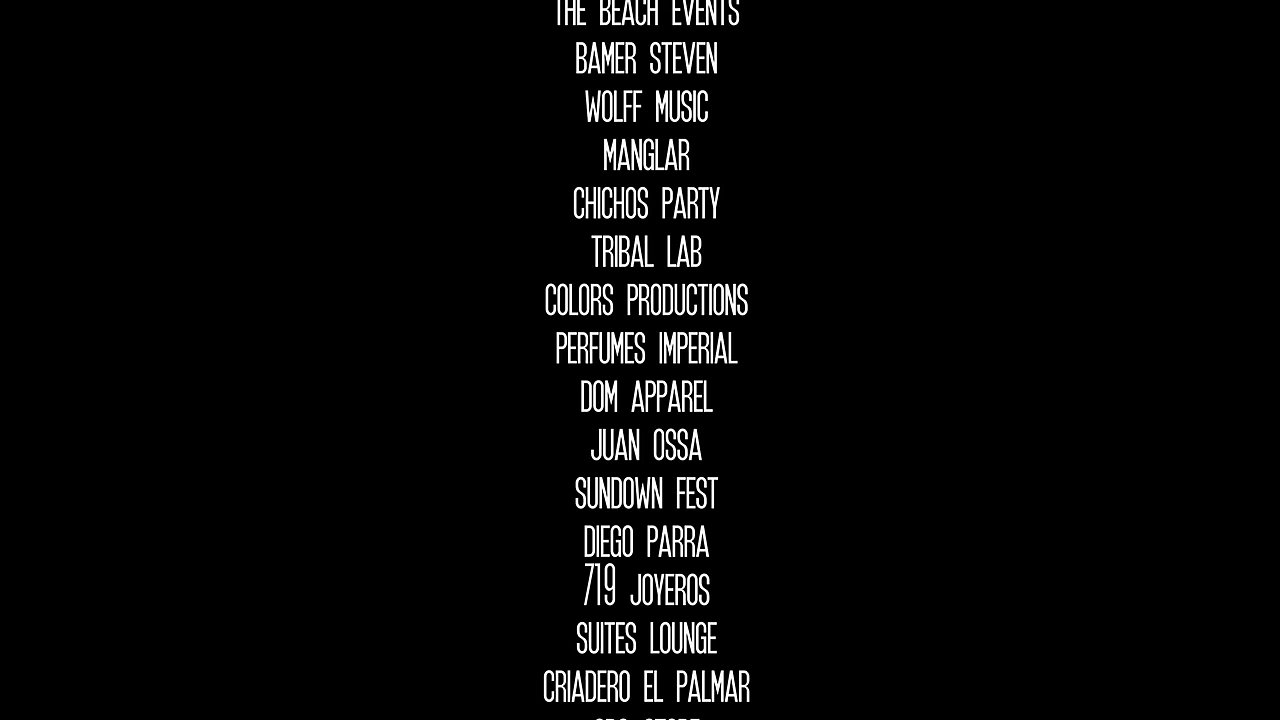 THE BEACH EVENTS
BAMER STEVEN
WOLFF MUSIC
MANGLAR
CHICHOS PARTY
TRIBAL LAB
COLORS PRODUCTIONS
PERFUMES IMPERIAL
DOM APPAREL
JUAN OSSA
SUNDOWN FEST
DIEGO PARRA
719 JOYEROS
SUITES LOUNGE
CRIADERO EL PALMAR